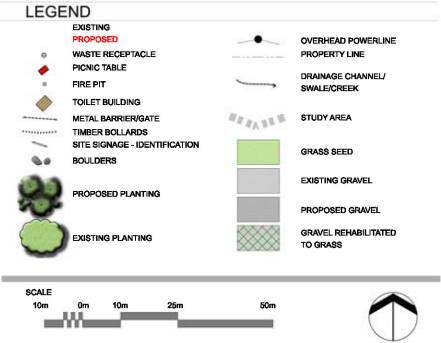 LEGEND
EXISTING
PROPOSED
WASTE RECEPTACLE
PICNIC TABLE
FIRE PIT
TOILET BUILDING
METAL BARRIER/GATE
TIMBER BOLLARDS
SITE SIGNAGE - IDENTIFICATION
BOULDERS
PROPOSED PLANTING
EXISTING PLANTING
OVERHEAD POWERLINE
PROPERTY LINE
DRAINAGE CHANNEL/
SWALE/CREEK
STUDY AREA
GRASS SEED
EXISTING GRAVEL
PROPOSED GRAVEL
GRAVEL REHABILITATED
TO GRASS
SCALE
10m 0m 10m 25m 50m